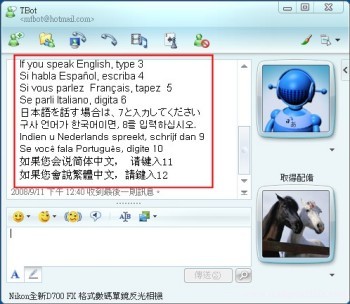 TBot
<mtbot@hotmail.com>
If you speak English, type 3
Si habla Español, escriba 4
Si vous parlez Français, tapez 5
Se parli Italiano, digita 6
日本語を話す場合は、7と入力してください
구사 언어가 한국어이면, 8을 입력하십시오.
Indien u Nederlands spreekt, schrijf dan 9
Se você fala Português, digite 10
如果您会说简体中文， 请键入11
如果您會說繁體中文， 請鍵入12
2008/9/11 下午 12:40 收到最後一則訊息。
取得配備
傳送(S)
Nikon全新D700 FX 格式數碼單鏡反光相機